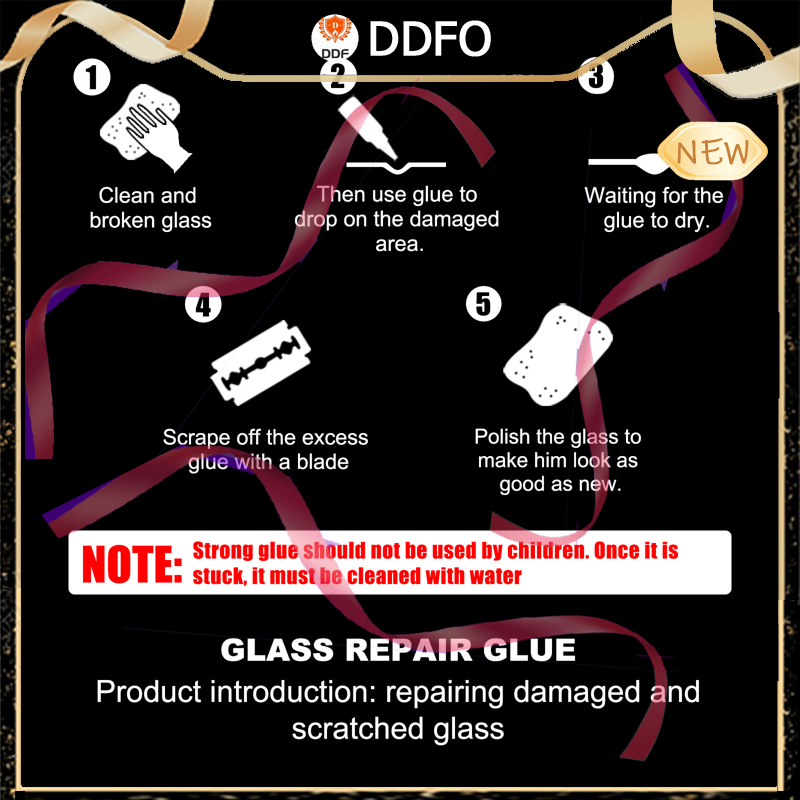 DDF
DDFO
1
2
3
NEW
Clean and
broken glass
Then use glue to
drop on the damaged
area.
Waiting for the
glue to dry.
4
5
Scrape off the excess
glue with a blade
Polish the glass to
make him look as
good as new.
NOTE:
Strong glue should not be used by children. Once it is
stuck, it must be cleaned with water
GLASS REPAIR GLUE
Product introduction: repairing damaged and
scratched glass